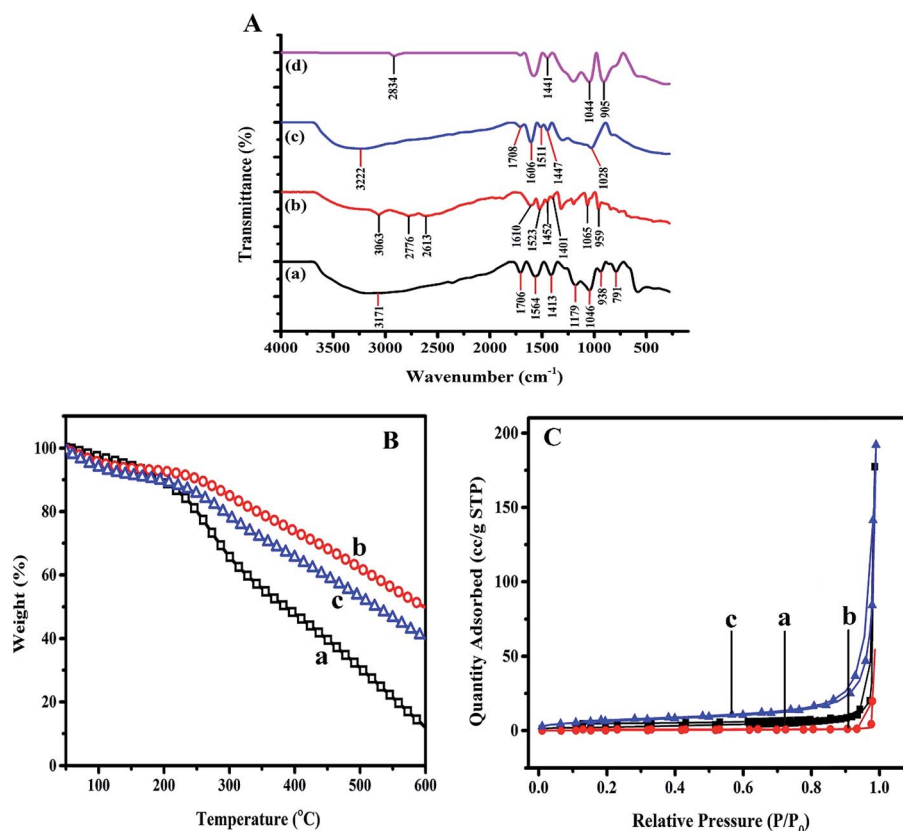 A
Transmittance (%)
(d)
2834
1441
1044
905
(c)
3222
1708
1606
1511
1447
1028
(b)
3063
2776
2613
1610
1523
1452
1401
1065
959
(a)
3171
1706
1564
1413
1179
1046
938
791
4000 3500 3000 2500 2000 1500 1000 500 0
Wavenumber (cm⁻¹)
B
Weight (%)
100
80
60
40
20
0
b
c
a
100 200 300 400 500 600
Temperature (°C)
C
Quantity Adsorbed (cc/g STP)
200
150
100
50
0
c a b
0.0 0.2 0.4 0.6 0.8 1.0
Relative Pressure (P/P₀)